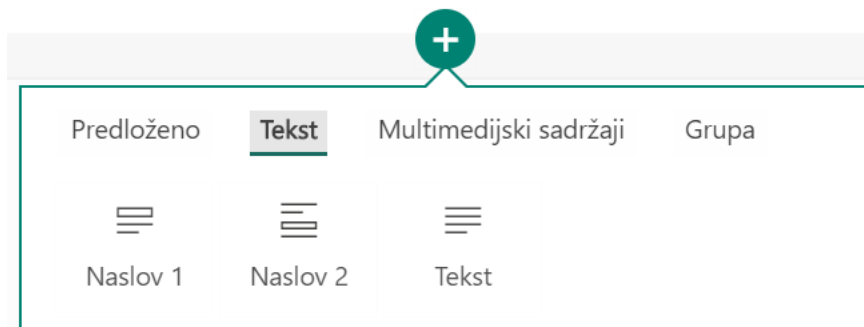 Predloženo Tekst Multimedijski sadržaji Grupa
Naslov 1 Naslov 2 Tekst